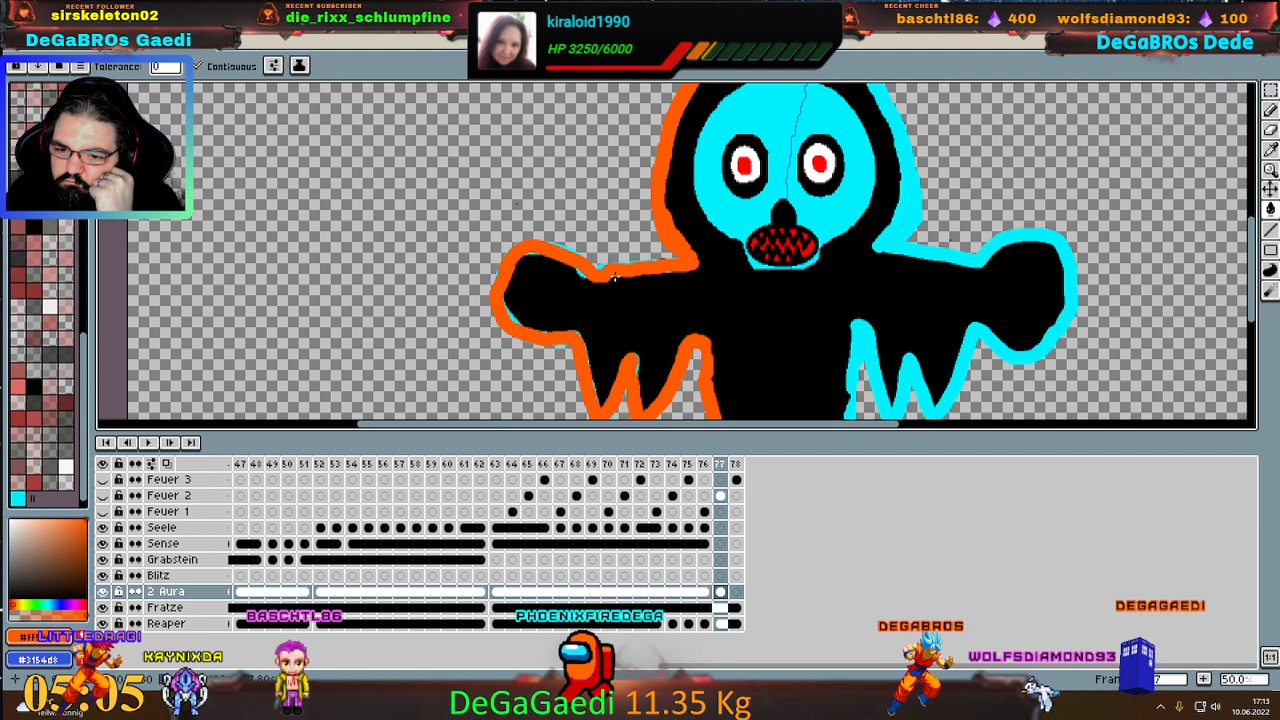 RECENT FOLLOWER
sirskeleton02
RECENT SUBSCRIBER
die_rixx_schlumpfine
kiraloid1990
HP 3250/6000
RECENT CHEER
baschtl86: 400 wolfsdiamond93: 100
DeGaBROs Gaedi
DeGaBROs Dede
Tolerance: 0
Contiguous
47 48 49 50 51 52 53 54 55 56 57 58 59 60 61 62 63 64 65 66 67 68 69 70 71 72 73 74 75 76 77 78
Feuer 3
Feuer 2
Feuer 1
Seele
Sense
Grabstein
Blitz
2 Aura
Fratze
Reaper
BASCHTL86
PHOENIXFIREDEGA
DEGAGAEDI
DEGABROS
LITTLEDRAGI
KAYNIXDA
WOLFSDIAMOND93
#3154d8
1:1
50.0%
DeGaGaedi 11.35 Kg
17:13
10.06.2022